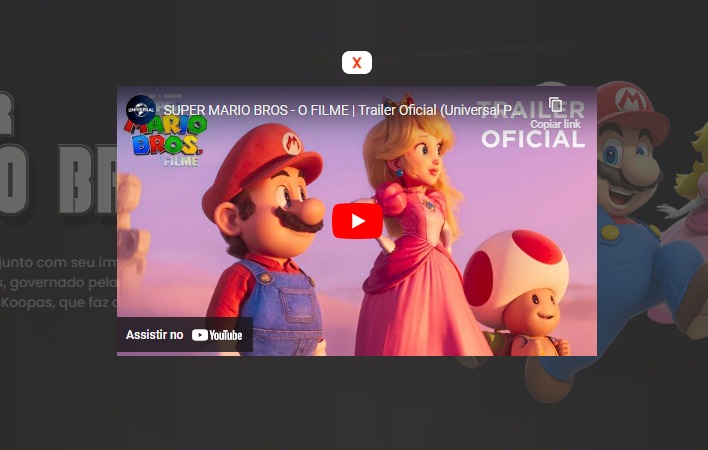 X
SUPER MARIO BROS - O FILME | Trailer Oficial (Universal P...
UNIVERSAL
Copiar link
TRAILER
OFICIAL
SUPER
MARIO
BROS.
O FILME
R
O BR
junto com seu irm
s, governado pela
Koopas, que faz
Assistir no YouTube
M
M